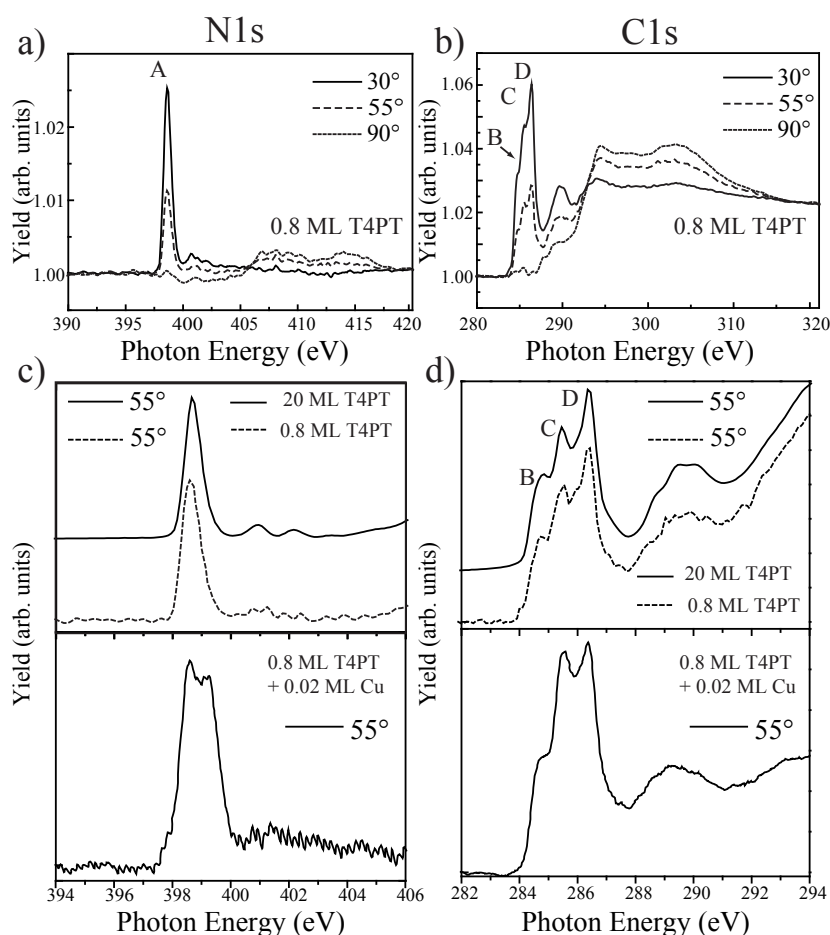 N1s
C1s
a)
A
30°
55°
90°
0.8 ML T4PT
1.02
1.01
1.00
Yield (arb. units)
390 395 400 405 410 415 420
Photon Energy (eV)
b)
D
C
B
30°
55°
90°
0.8 ML T4PT
1.06
1.04
1.02
1.00
Yield (arb. units)
280 290 300 310 320
Photon Energy (eV)
c)
55° 20 ML T4PT
55° 0.8 ML T4PT
0.8 ML T4PT
+ 0.02 ML Cu
55°
Yield (arb. units)
394 396 398 400 402 404 406
Photon Energy (eV)
d)
D
C
B
55°
55°
20 ML T4PT
0.8 ML T4PT
0.8 ML T4PT
+ 0.02 ML Cu
55°
Yield (arb. units)
282 284 286 288 290 292 294
Photon Energy (eV)